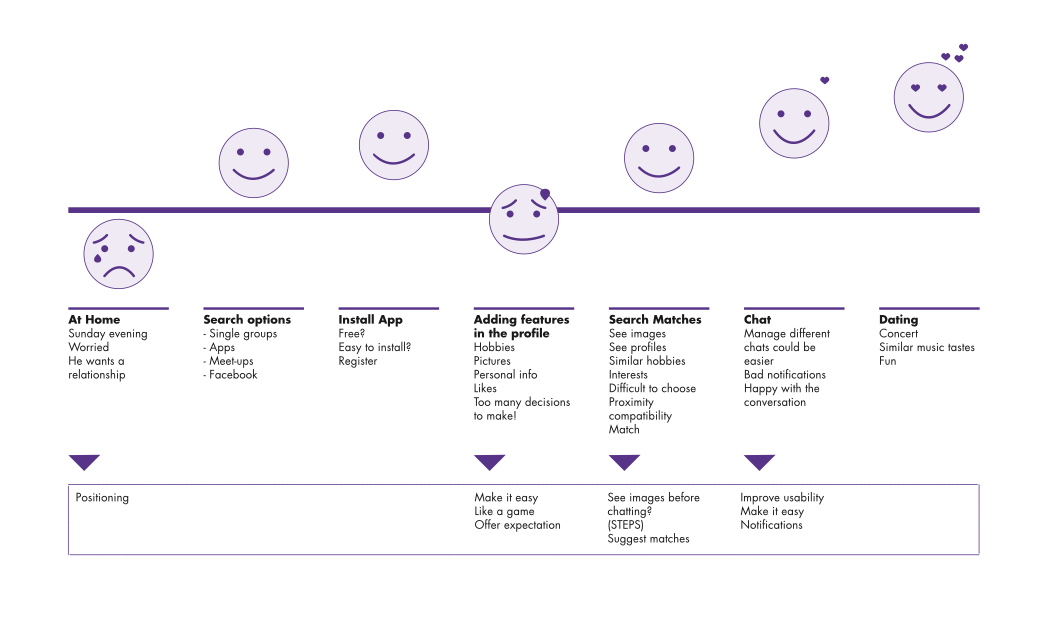 At Home
Sunday evening
Worried
He wants a
relationship
Search options
- Single groups
- Apps
- Meet-ups
- Facebook
Install App
Free?
Easy to install?
Register
Adding features
in the profile
Hobbies
Pictures
Personal info
Likes
Too many decisions
to make!
Search Matches
See images
See profiles
Similar hobbies
Interests
Difficult to choose
Proximity
compatibility
Match
Chat
Manage different
chats could be
easier
Bad notifications
Happy with the
conversation
Dating
Concert
Similar music tastes
Fun
Positioning
Make it easy
Like a game
Offer expectation
See images before
chatting?
(STEPS)
Suggest matches
Improve usability
Make it easy
Notifications